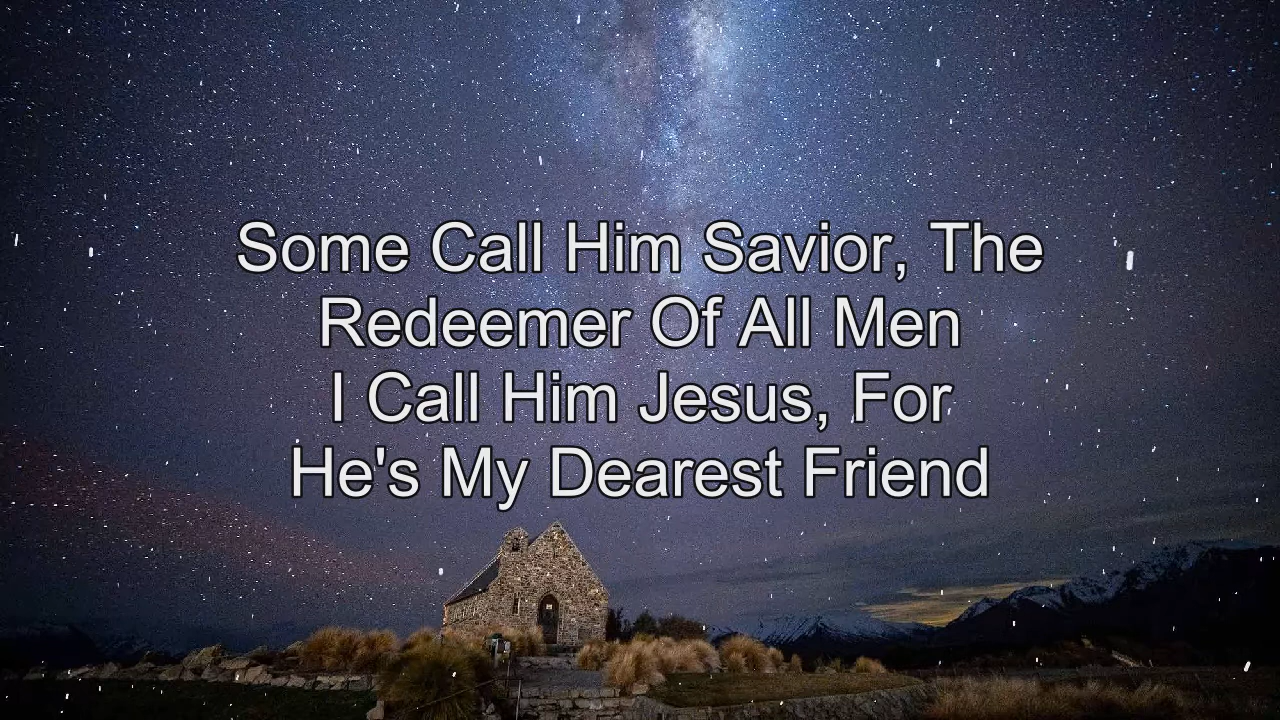 Some Call Him Savior, The
Redeemer Of All Men
I Call Him Jesus, For
He's My Dearest Friend